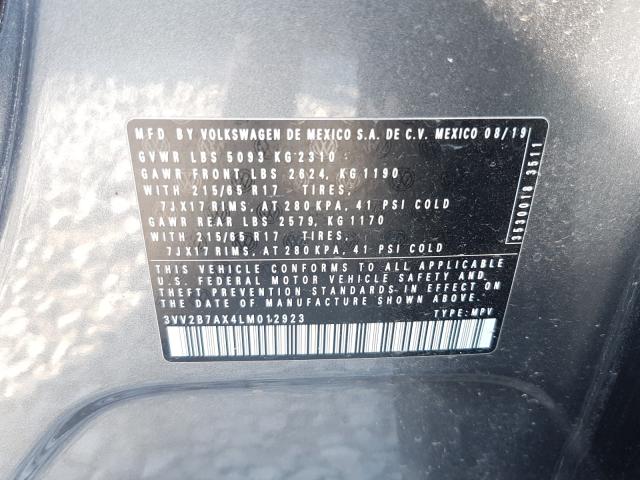 MFD BY VOLKSWAGEN DE MEXICO S.A. DE C.V. MEXICO 08/19
GVWR LBS 5093 KG 2310
GAWR FRONT LBS 2624, KG 1190
WITH 215/65 R17 TIRES,
7JX17 RIMS, AT 280 KPA, 41 PSI COLD
GAWR REAR LBS 2579, KG 1170
WITH 215/65 R17 TIRES,
7JX17 RIMS, AT 280 KPA, 41 PSI COLD
THIS VEHICLE CONFORMS TO ALL APPLICABLE
U.S. FEDERAL MOTOR VEHICLE SAFETY AND
THEFT PREVENTION STANDARDS IN EFFECT ON
THE DATE OF MANUFACTURE SHOWN ABOVE.
3VV2B7AX4LM012923 TYPE: MPV
3530018 3511